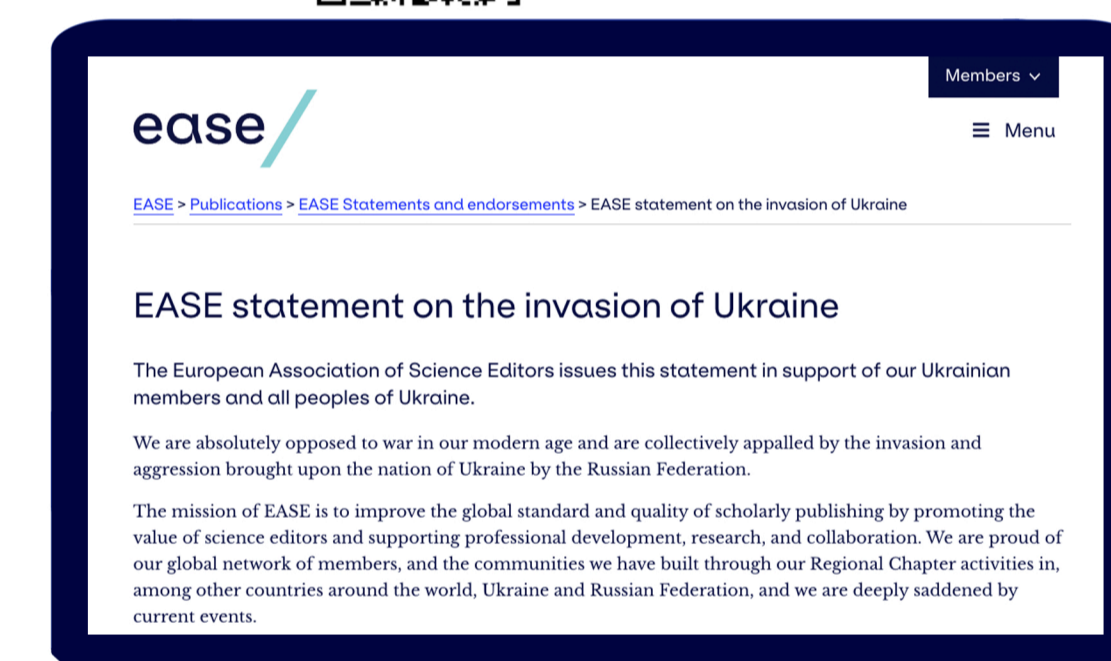 Members
ease
Menu
EASE > Publications > EASE Statements and endorsements > EASE statement on the invasion of Ukraine
EASE statement on the invasion of Ukraine
The European Association of Science Editors issues this statement in support of our Ukrainian
members and all peoples of Ukraine.
We are absolutely opposed to war in our modern age and are collectively appalled by the invasion and
aggression brought upon the nation of Ukraine by the Russian Federation.
The mission of EASE is to improve the global standard and quality of scholarly publishing by promoting the
value of science editors and supporting professional development, research, and collaboration. We are proud of
our global network of members, and the communities we have built through our Regional Chapter activities in,
among other countries around the world, Ukraine and Russian Federation, and we are deeply saddened by
current events.